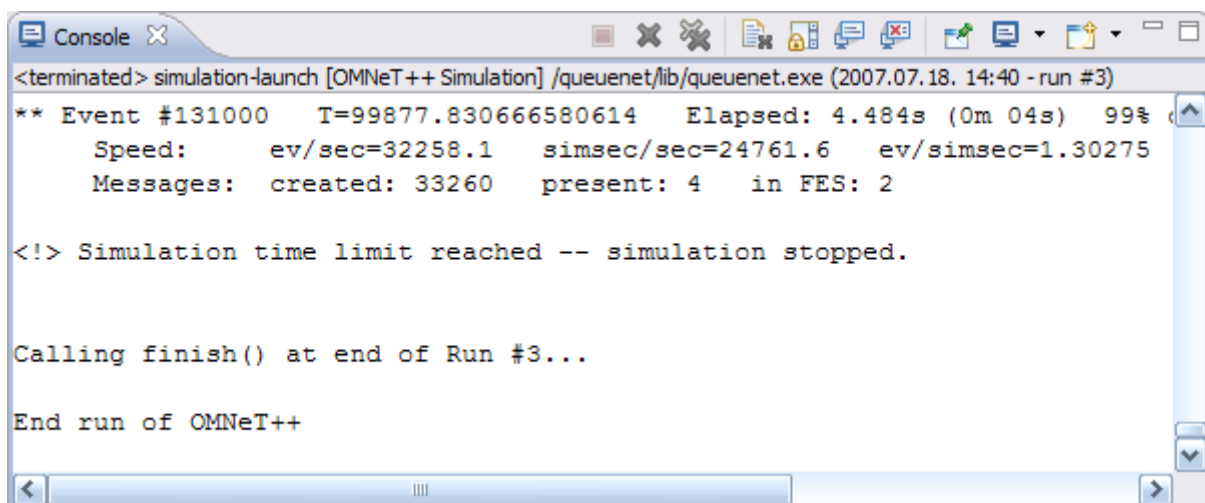 Console
<terminated> simulation-launch [OMNeT++ Simulation] /queuenet/lib/queuenet.exe (2007.07.18. 14:40 - run #3)
** Event #131000   T=99877.830666580614   Elapsed: 4.484s (0m 04s)  99%
     Speed:     ev/sec=32258.1   simsec/sec=24761.6   ev/simsec=1.30275
     Messages:  created: 33260   present: 4   in FES: 2
<!> Simulation time limit reached -- simulation stopped.
Calling finish() at end of Run #3...
End run of OMNeT++